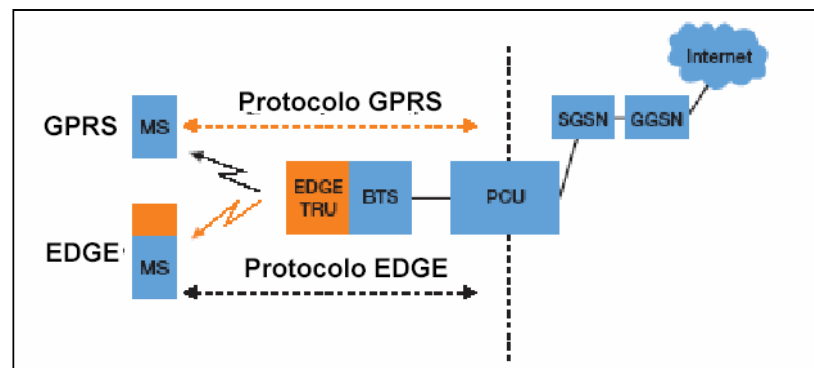 Internet
Protocolo GPRS
GPRS
MS
SGSN
GGSN
EDGE
TRU
BTS
PCU
EDGE
MS
Protocolo EDGE